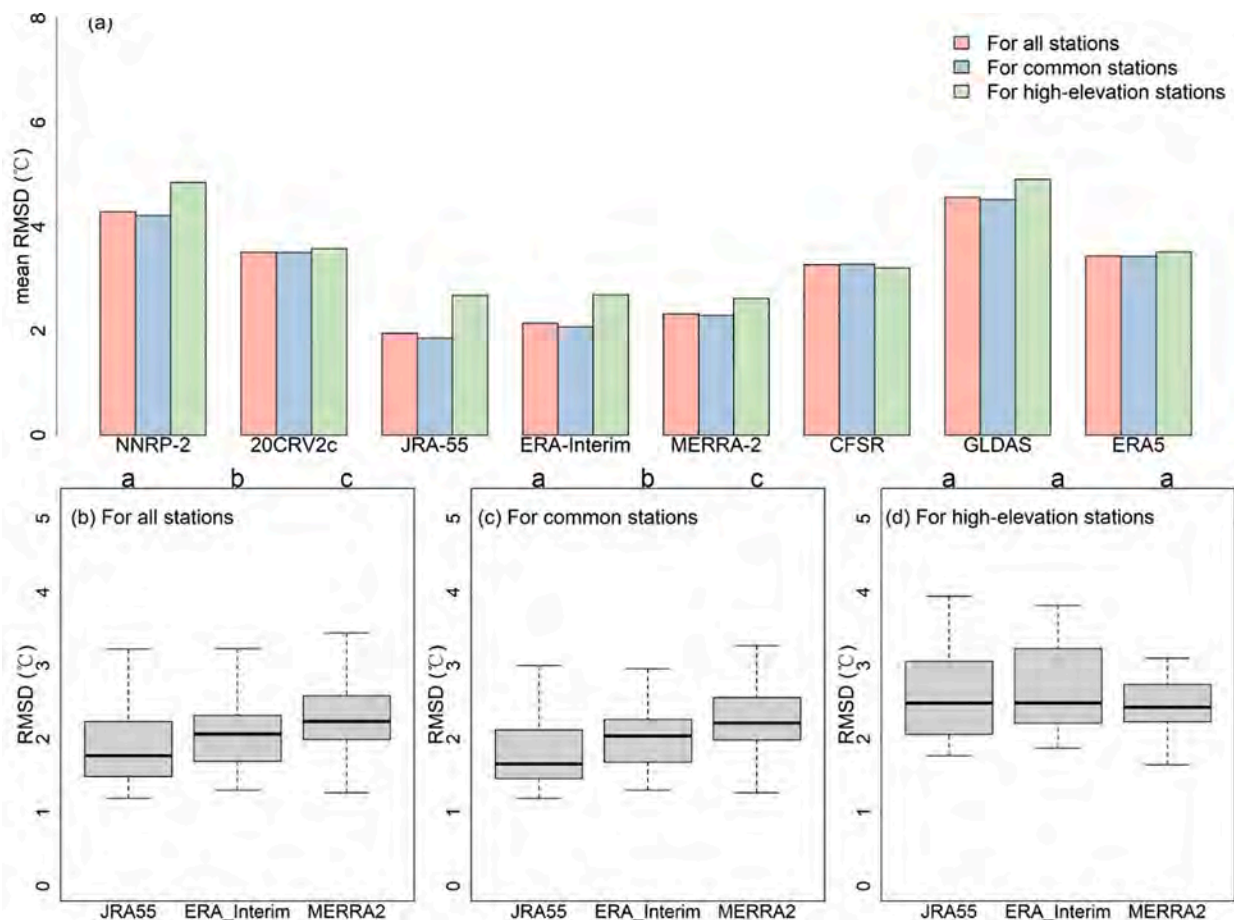 (a)
8
6
4
2
0
mean RMSD (℃)
For all stations
For common stations
For high-elevation stations
NNRP-2 20CRV2c JRA-55 ERA-Interim MERRA-2 CFSR GLDAS ERA5
a b c
(b) For all stations
5
4
3
2
1
0
RMSD (℃)
JRA55 ERA_Interim MERRA2
a b c
(c) For common stations
5
4
3
2
1
0
RMSD (℃)
JRA55 ERA_Interim MERRA2
a a a
(d) For high-elevation stations
5
4
3
2
1
0
RMSD (℃)
JRA55 ERA_Interim MERRA2